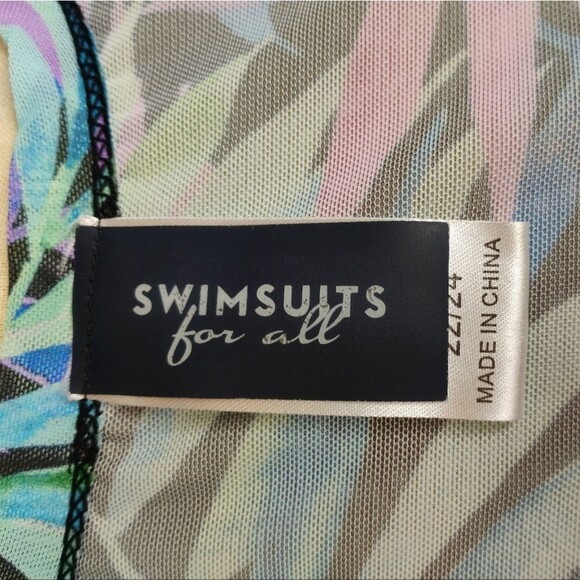 SWIMSUITS
for all
22/24
MADE IN CHINA